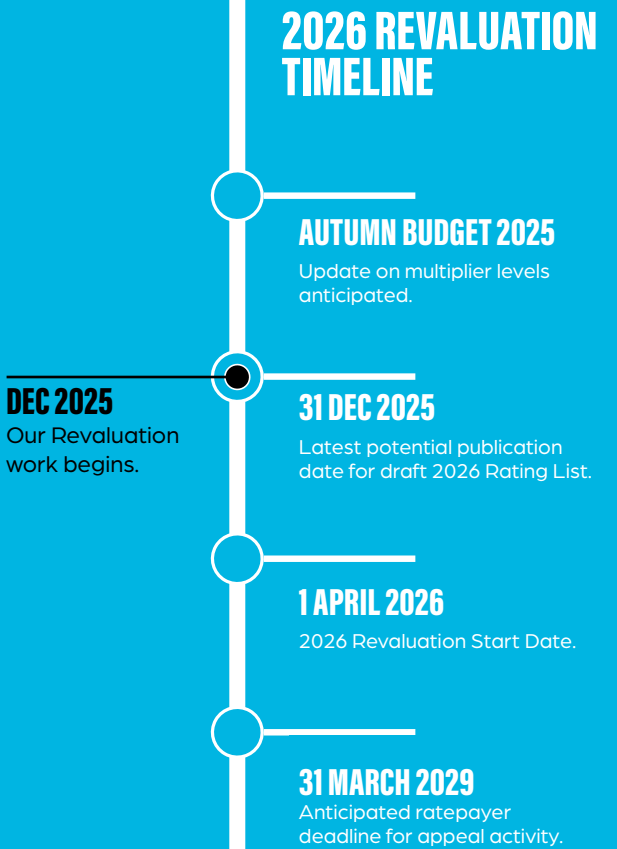 2026 REVALUATION
TIMELINE
AUTUMN BUDGET 2025
Update on multiplier levels
anticipated.
DEC 2025
Our Revaluation
work begins.
31 DEC 2025
Latest potential publication
date for draft 2026 Rating List.
1 APRIL 2026
2026 Revaluation Start Date.
31 MARCH 2029
Anticipated ratepayer
deadline for appeal activity.